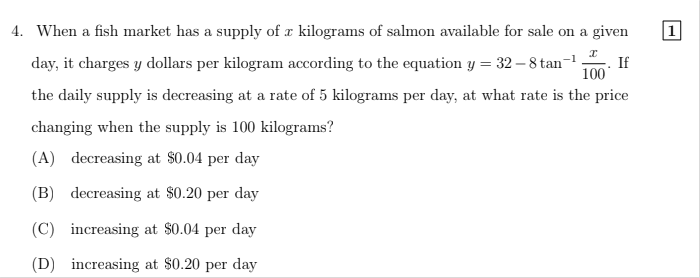 4. When a fish market has a supply of x kilograms of salmon available for sale on a given 1
day, it charges y dollars per kilogram according to the equation y = 32 − 8 tan⁻¹ x/100. If
the daily supply is decreasing at a rate of 5 kilograms per day, at what rate is the price
changing when the supply is 100 kilograms?
(A) decreasing at $0.04 per day
(B) decreasing at $0.20 per day
(C) increasing at $0.04 per day
(D) increasing at $0.20 per day